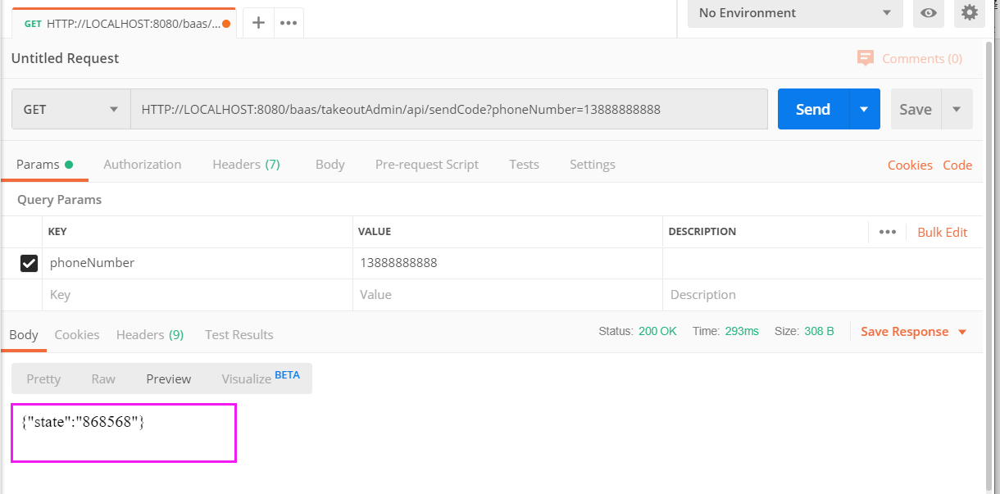 GET HTTP://LOCALHOST:8080/baas/...
No Environment
Untitled Request
Comments (0)
GET
HTTP://LOCALHOST:8080/baas/takeoutAdmin/api/sendCode?phoneNumber=13888888888
Send
Save
Params Authorization Headers (7) Body Pre-request Script Tests Settings Cookies Code
Query Params
KEY VALUE DESCRIPTION Bulk Edit
phoneNumber 13888888888
Key Value Description
Body Cookies Headers (9) Test Results Status: 200 OK Time: 293ms Size: 308 B Save Response
Pretty Raw Preview Visualize BETA
{"state":"868568"}